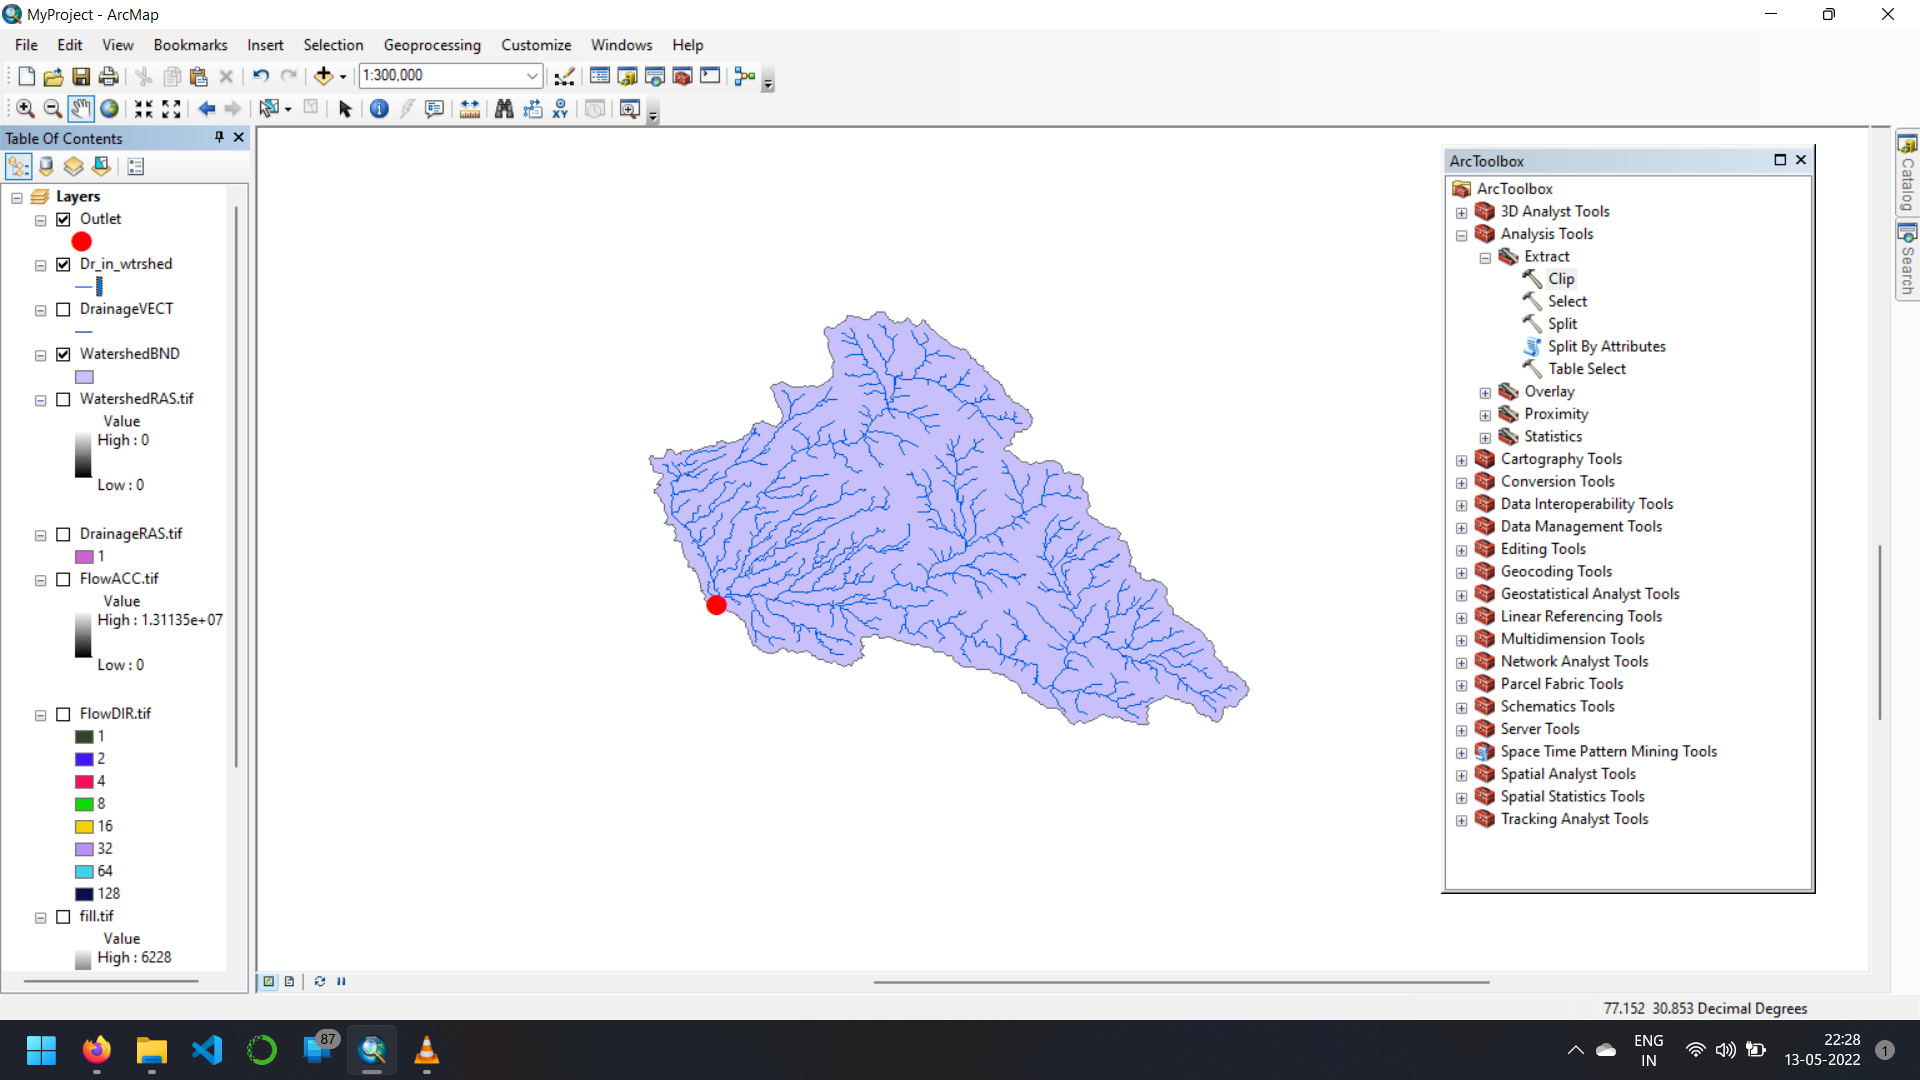 MyProject - ArcMap
File Edit View Bookmarks Insert Selection Geoprocessing Customize Windows Help
1:300,000
XY
Table Of Contents
Layers
Outlet
Dr_in_wtrshed
DrainageVECT
WatershedBND
WatershedRAS.tif
Value
High : 0
Low : 0
DrainageRAS.tif
1
FlowACC.tif
Value
High : 1.31135e+07
Low : 0
FlowDIR.tif
1
2
4
8
16
32
64
128
fill.tif
Value
High : 6228
ArcToolbox
ArcToolbox
3D Analyst Tools
Analysis Tools
Extract
Clip
Select
Split
Split By Attributes
Table Select
Overlay
Proximity
Statistics
Cartography Tools
Conversion Tools
Data Interoperability Tools
Data Management Tools
Editing Tools
Geocoding Tools
Geostatistical Analyst Tools
Linear Referencing Tools
Multidimension Tools
Network Analyst Tools
Parcel Fabric Tools
Schematics Tools
Server Tools
Space Time Pattern Mining Tools
Spatial Analyst Tools
Spatial Statistics Tools
Tracking Analyst Tools
Catalog
Search
77.152 30.853 Decimal Degrees
87
ENG
IN
22:28
13-05-2022
1